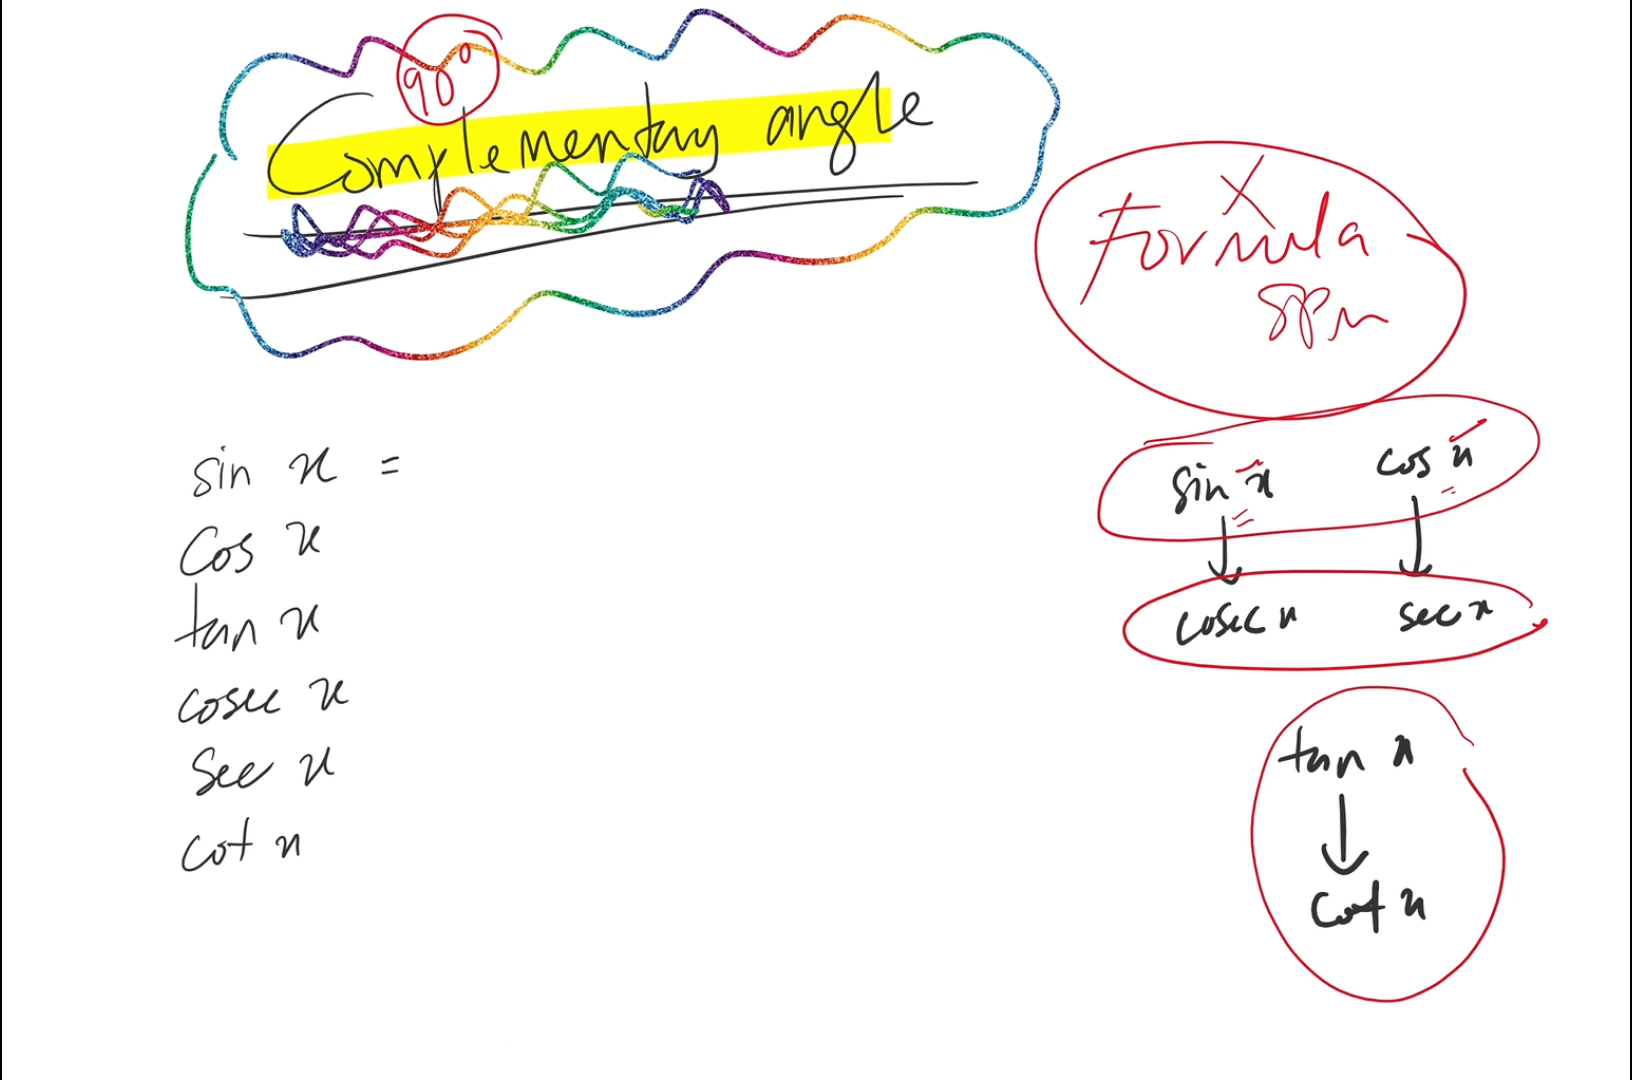 90°
Complementary angle
x
Formula
SPM
sin x =
cos x
tan x
cosec x
sec x
cot x
sin x cos x
cosec x sec x
tan x
cot x